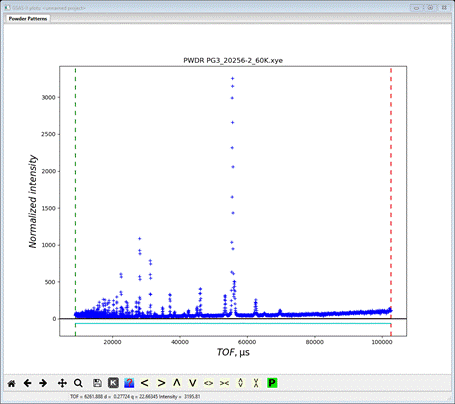 GSAS-II plots: <unnamed project>
Powder Patterns
PWDR PG3_20256-2_60K.xye
3000
2500
2000
1500
1000
500
0
Normalized intensity
20000 40000 60000 80000 100000
TOF, μs
K < > Λ V P
TOF = 6261.888 d = 0.27724 q = 22.66345 Intensity = 3195.81